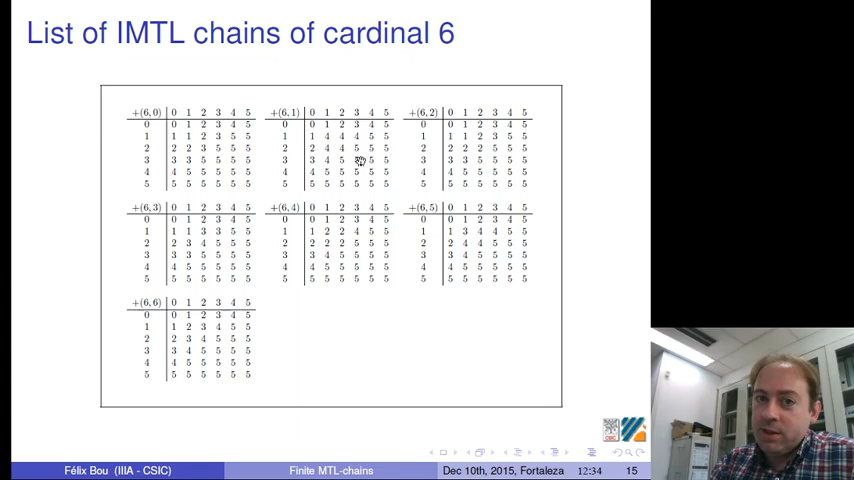 List of IMTL chains of cardinal 6
+(6,0) 0 1 2 3 4 5
0 0 1 2 3 4 5
1 1 1 2 3 5 5
2 2 2 3 5 5 5
3 3 3 5 5 5 5
4 4 5 5 5 5 5
5 5 5 5 5 5 5
+(6,1) 0 1 2 3 4 5
0 0 1 2 3 4 5
1 1 4 4 4 5 5
2 2 4 4 5 5 5
3 3 4 5 5 5
4 4 5 5 5 5 5
5 5 5 5 5 5 5
+(6,2) 0 1 2 3 4 5
0 0 1 2 3 4 5
1 1 1 2 3 5 5
2 2 2 2 5 5 5
3 3 3 5 5 5 5
4 4 5 5 5 5 5
5 5 5 5 5 5 5
+(6,3) 0 1 2 3 4 5
0 0 1 2 3 4 5
1 1 1 3 3 5 5
2 2 3 4 5 5 5
3 3 3 5 5 5 5
4 4 5 5 5 5 5
5 5 5 5 5 5 5
+(6,4) 0 1 2 3 4 5
0 0 1 2 3 4 5
1 1 2 2 4 5 5
2 2 2 2 5 5 5
3 3 4 5 5 5 5
4 4 5 5 5 5 5
5 5 5 5 5 5 5
+(6,5) 0 1 2 3 4 5
0 0 1 2 3 4 5
1 1 3 4 4 5 5
2 2 4 4 5 5 5
3 3 4 5 5 5 5
4 4 5 5 5 5 5
5 5 5 5 5 5 5
+(6,6) 0 1 2 3 4 5
0 0 1 2 3 4 5
1 1 2 3 4 5 5
2 2 3 4 5 5 5
3 3 4 5 5 5 5
4 4 5 5 5 5 5
5 5 5 5 5 5 5
CSIC
Félix Bou (IIIA - CSIC) Finite MTL-chains Dec 10th, 2015, Fortaleza 12:34 15